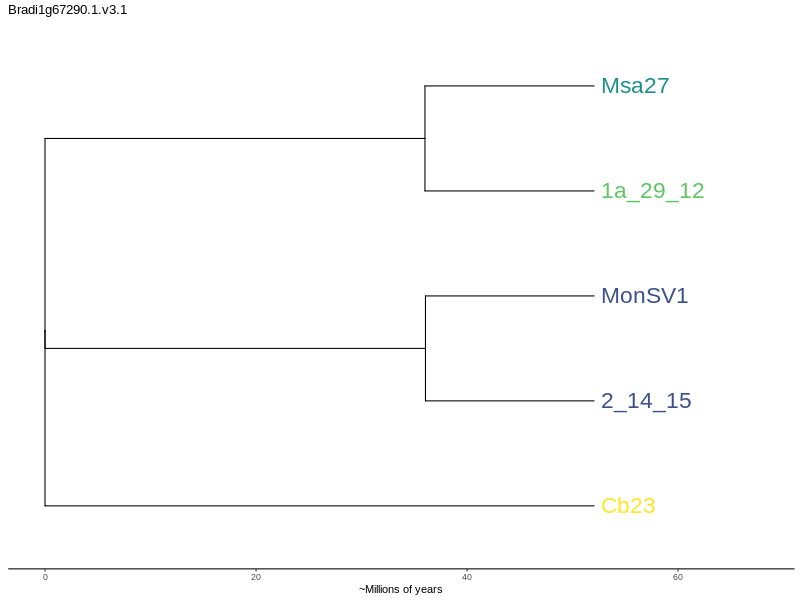 Bradi1g67290.1.v3.1
Msa27
1a_29_12
MonSV1
2_14_15
Cb23
0 20 40 60
~Millions of years